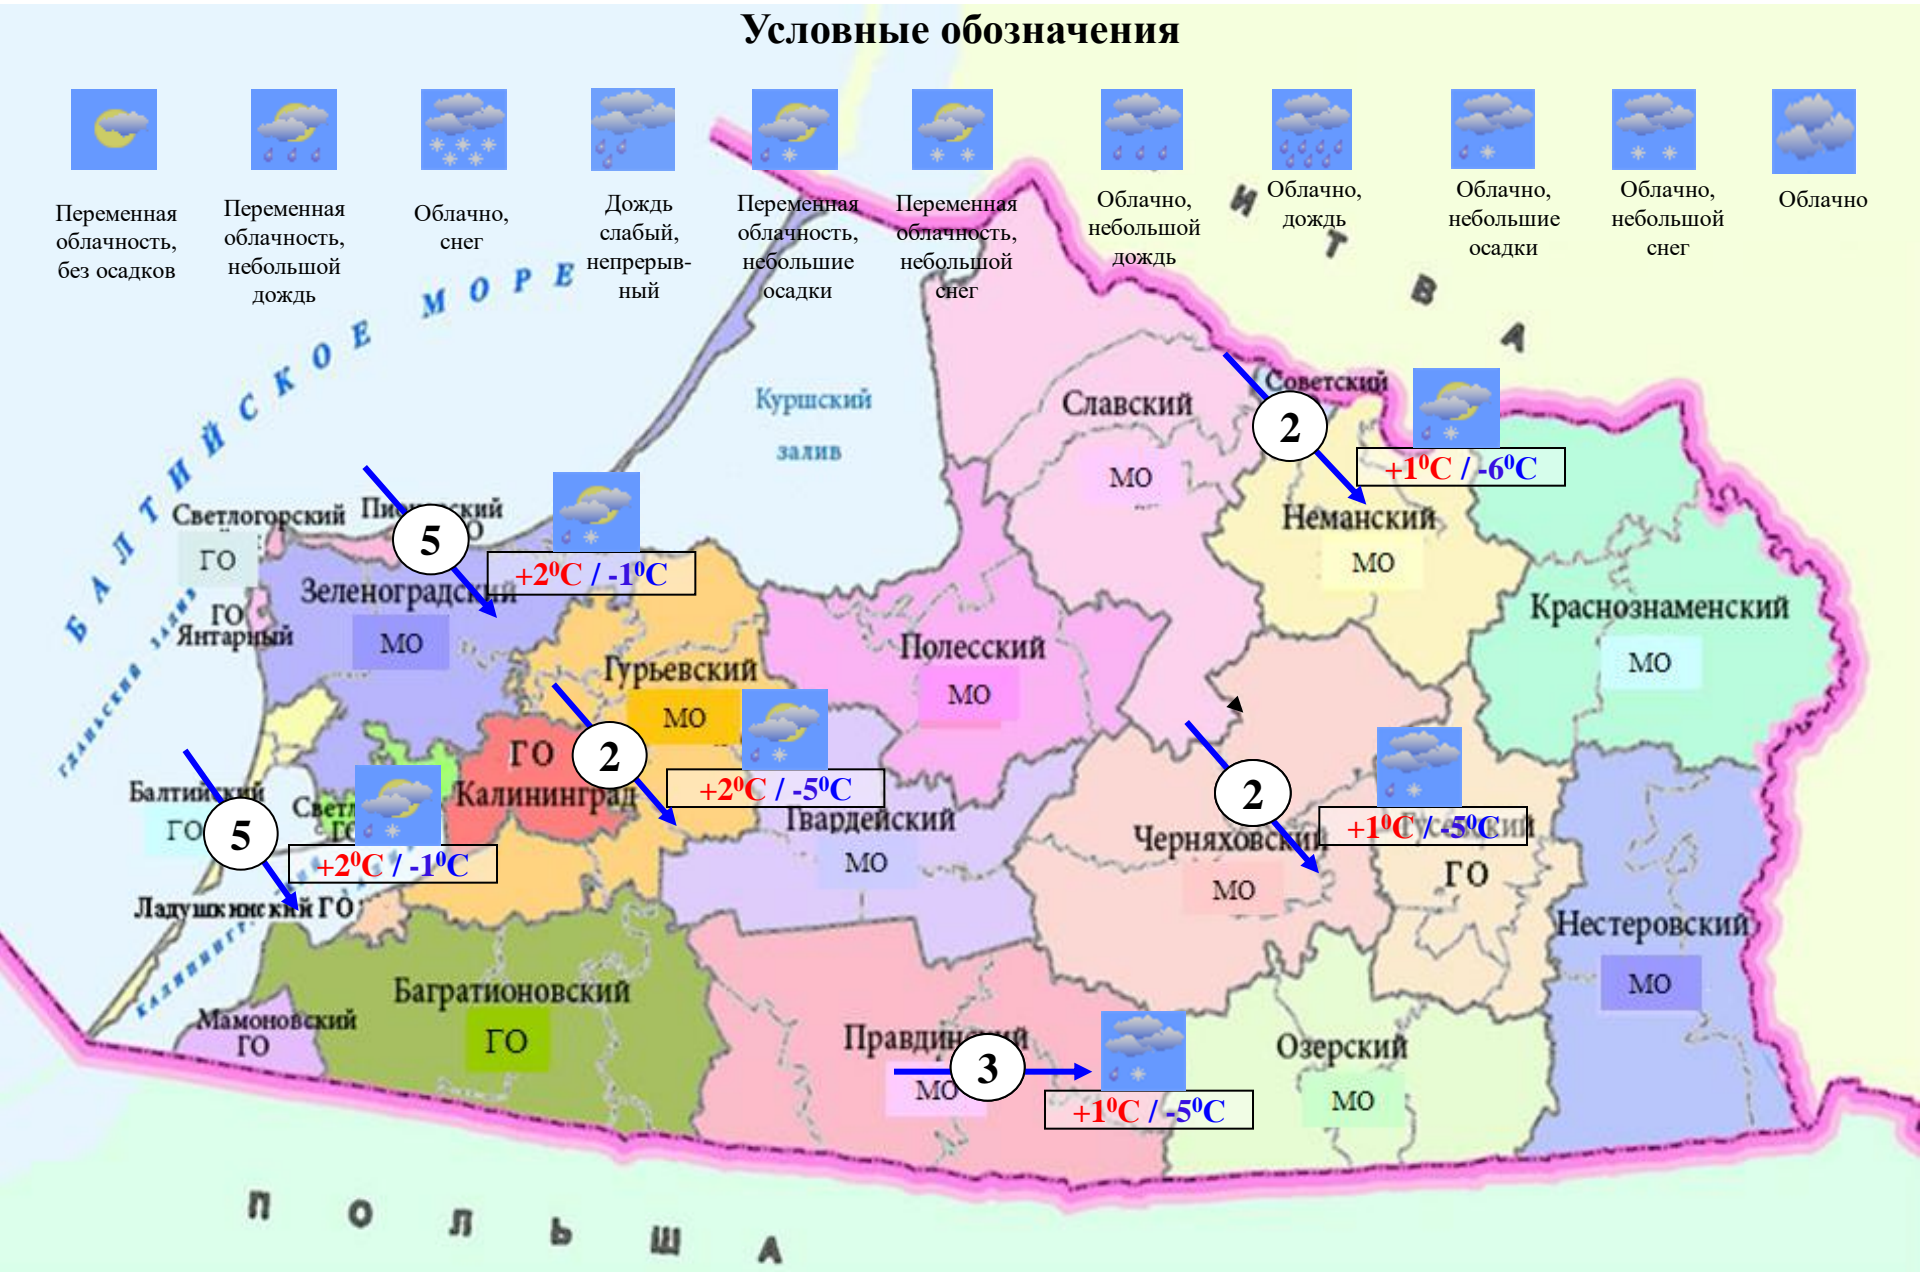 Условные обозначения
Переменная
облачность,
без осадков
Переменная
облачность,
небольшой
дождь
Облачно,
снег
Дождь
слабый,
непрерыв-
ный
Переменная
облачность,
небольшие
осадки
Переменная
облачность,
небольшой
снег
Облачно,
небольшой
дождь
Облачно,
дождь
Облачно,
небольшие
осадки
Облачно,
небольшой
снег
Облачно
ИТВА
БАЛТИЙСКОЕ МОРЕ
Куршский
залив
Славский
МО
Советский
2
+1⁰C / -6⁰C
Неманский
МО
Светлогорский
ГО
5
+2⁰C / -1⁰C
Зеленоградский
МО
ГО
Янтарный
Краснознаменский
МО
Полесский
МО
Гурьевский
МО
2
+2⁰C / -5⁰C
ГО
Калининград
Балтийский
ГО
5
+2⁰C / -1⁰C
Гвардейский
МО
2
+1⁰C / -5⁰C
Черняховский
МО
ГО
Ладушкинский ГО
Нестеровский
МО
Багратионовский
ГО
Мамоновский
ГО
Правдинский
МО
3
+1⁰C / -5⁰C
Озерский
МО
ПОЛЬША